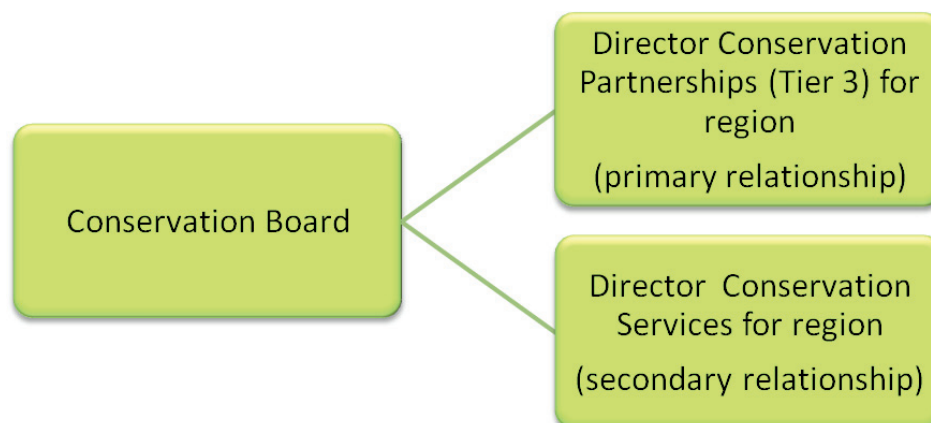 Conservation Board
Director Conservation
Partnerships (Tier 3) for
region
(primary relationship)
Director Conservation
Services for region
(secondary relationship)